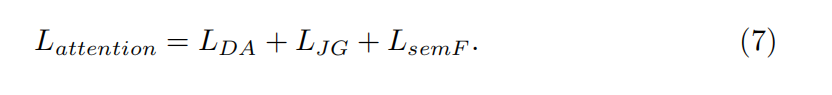 L_{attention} = L_{DA} + L_{JG} + L_{semF}. (7)